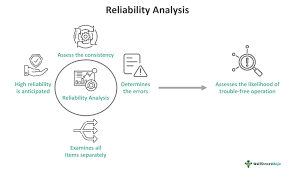 Reliability Analysis
Assess the consistency
High reliability
is anticipated
Reliability Analysis
Determines
the errors
Assesses the likelihood of
trouble-free operation
Examines all
items separately
WallStreetMojo